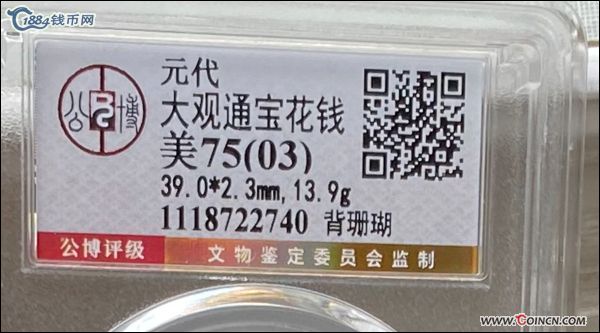 1884钱币网
元代
大观通宝花钱
美75(03)
39.0*2.3mm,13.9g
1118722740 背珊瑚
公博
公博评级 文物鉴定委员会监制
www.COINCN.com